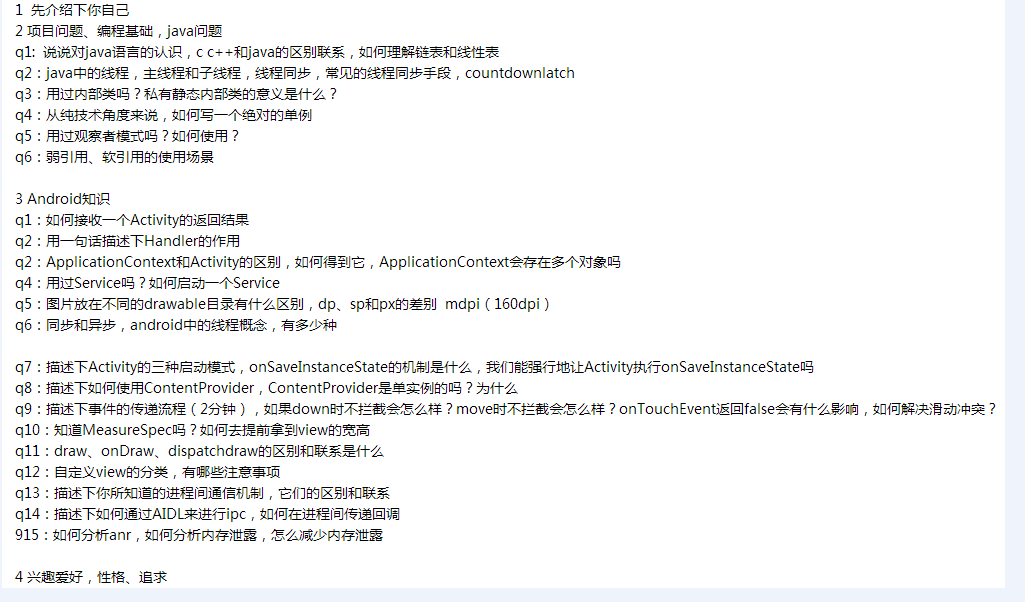 1  先介绍下你自己
2 项目问题、编程基础，java问题
q1:  说说对java语言的认识，c c++和java的区别联系，如何理解链表和线性表
q2：java中的线程，主线程和子线程，线程同步，常见的线程同步手段，countdownlatch
q3：用过内部类吗？私有静态内部类的意义是什么？
q4：从纯技术角度来说，如何写一个绝对的单例
q5：用过观察者模式吗？如何使用？
q6：弱引用、软引用的使用场景
3 Android知识
q1：如何接收一个Activity的返回结果
q2：用一句话描述下Handler的作用
q2：ApplicationContext和Activity的区别，如何得到它，ApplicationContext会存在多个对象吗
q4：用过Service吗？如何启动一个Service
q5：图片放在不同的drawable目录有什么区别，dp、sp和px的差别  mdpi（160dpi）
q6：同步和异步，android中的线程概念，有多少种
q7：描述下Activity的三种启动模式，onSaveInstanceState的机制是什么，我们能强行地让Activity执行onSaveInstanceState吗
q8：描述下如何使用ContentProvider，ContentProvider是单实例的吗？为什么
q9：描述下事件的传递流程（2分钟），如果down时不拦截会怎么样？move时不拦截会怎么样？onTouchEvent返回false会有什么影响，如何解决滑动冲突？
q10：知道MeasureSpec吗？如何去提前拿到view的宽高
q11：draw、onDraw、dispatchdraw的区别和联系是什么
q12：自定义view的分类，有哪些注意事项
q13：描述下你所知道的进程间通信机制，它们的区别和联系
q14：描述下如何通过AIDL来进行ipc，如何在进程间传递回调
915：如何分析anr，如何分析内存泄露，怎么减少内存泄露
4 兴趣爱好，性格、追求